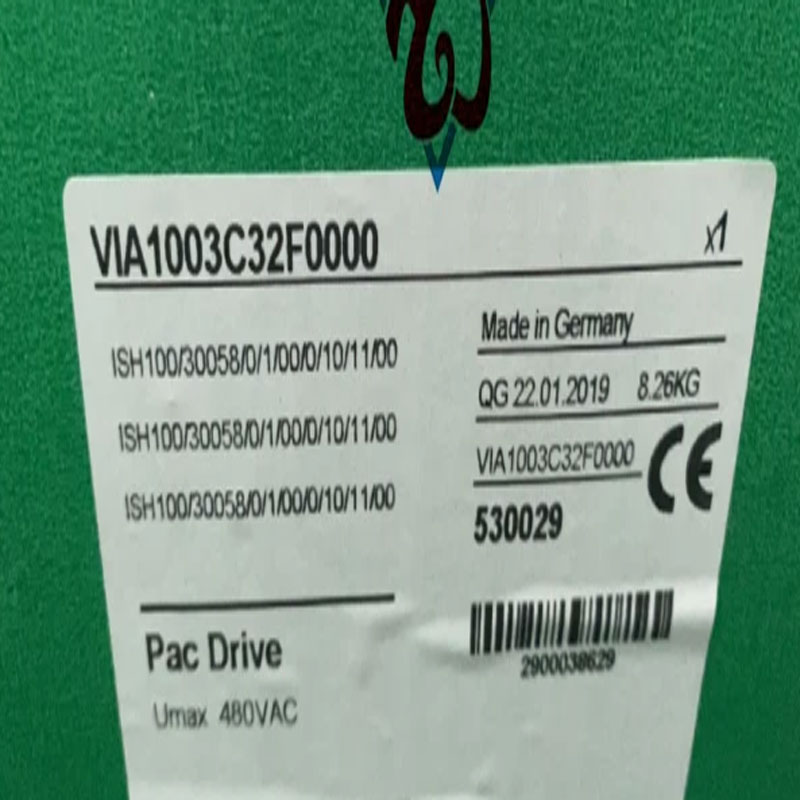 VIA1003C32F0000 x1
ISH100/30058/0/1/00/0/10/11/00
ISH100/30058/0/1/00/0/10/11/00
ISH100/30058/0/1/00/0/10/11/00
Pac Drive
Umax 480VAC
Made in Germany
QG 22.01.2019 8.26KG
VIA1003C32F0000
CE
530029
2900038629